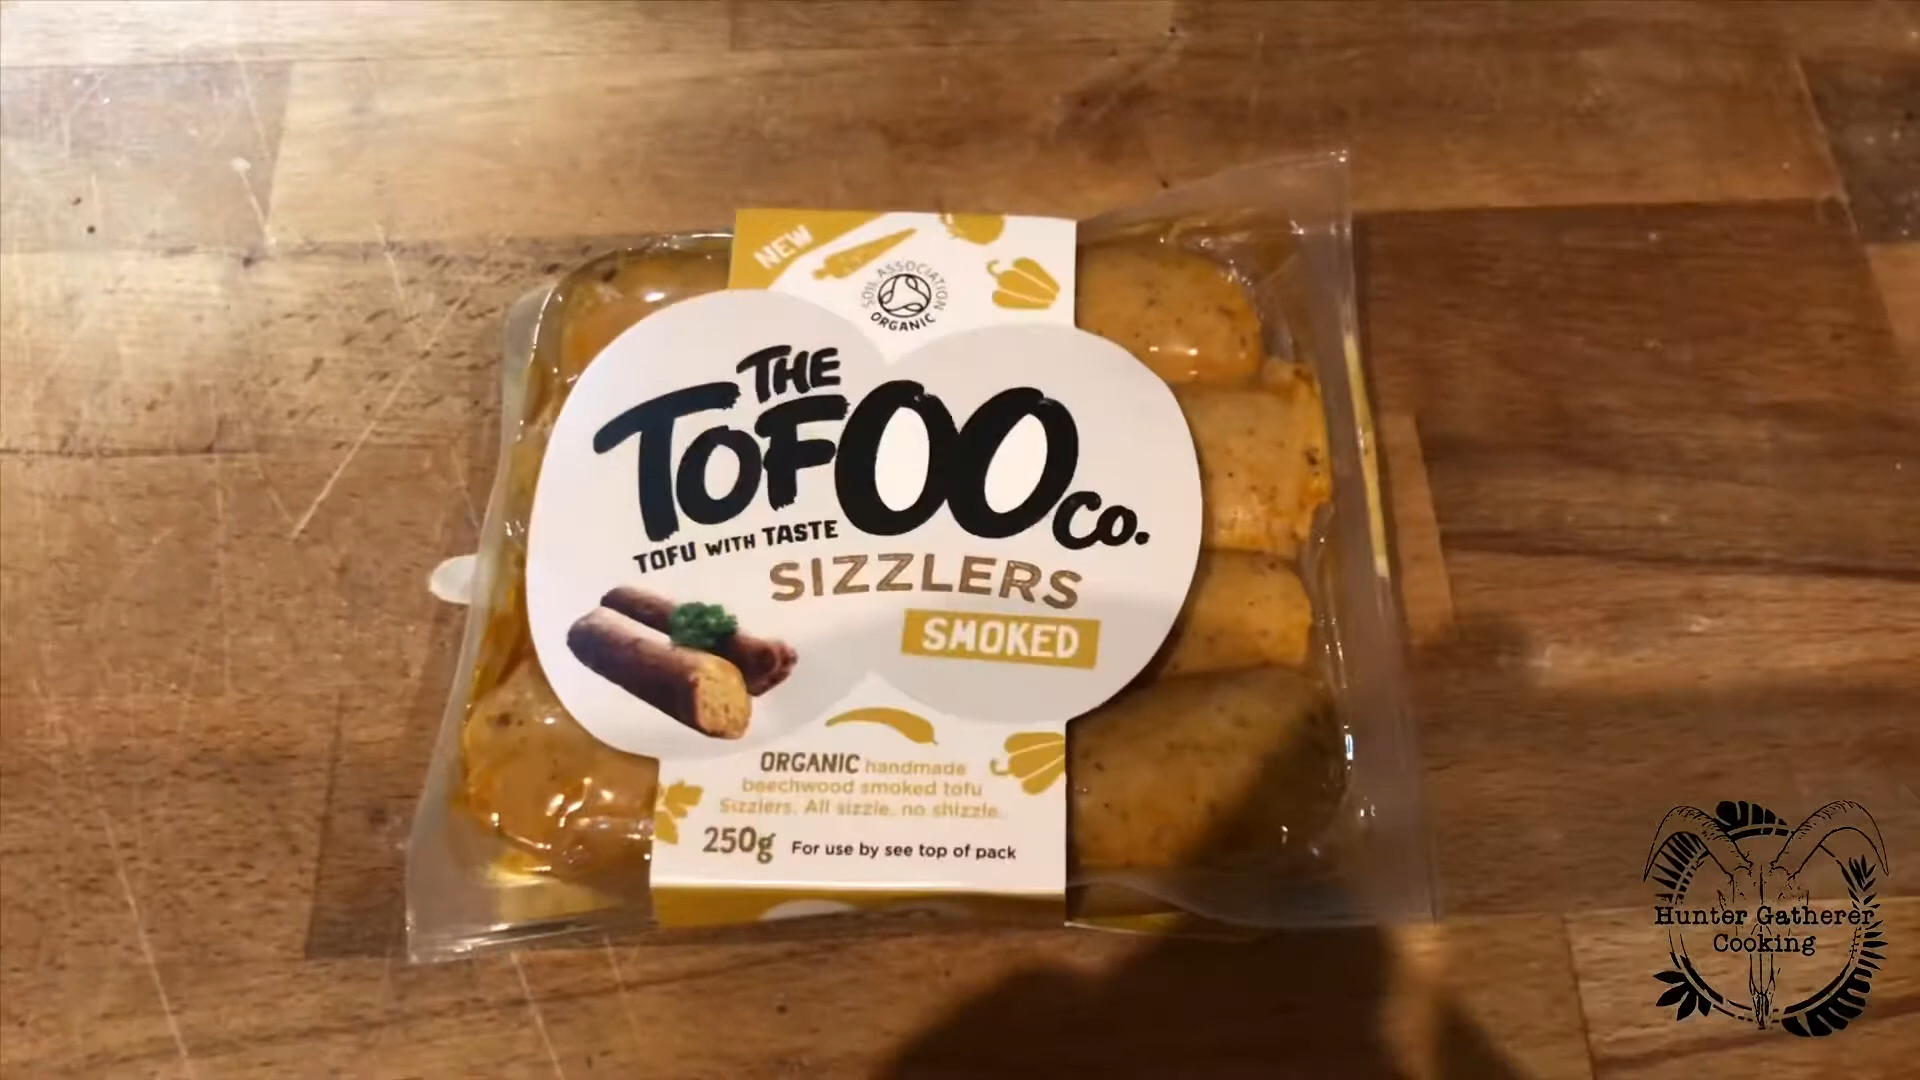 NEW
SOIL ASSOCIATION
ORGANIC
THE
TOFOO Co.
TOFU WITH TASTE
SIZZLERS
SMOKED
ORGANIC handmade
beechwood smoked tofu
Sizzlers. All sizzle, no shizzle.
250g For use by see top of pack
Hunter Gatherer
Cooking